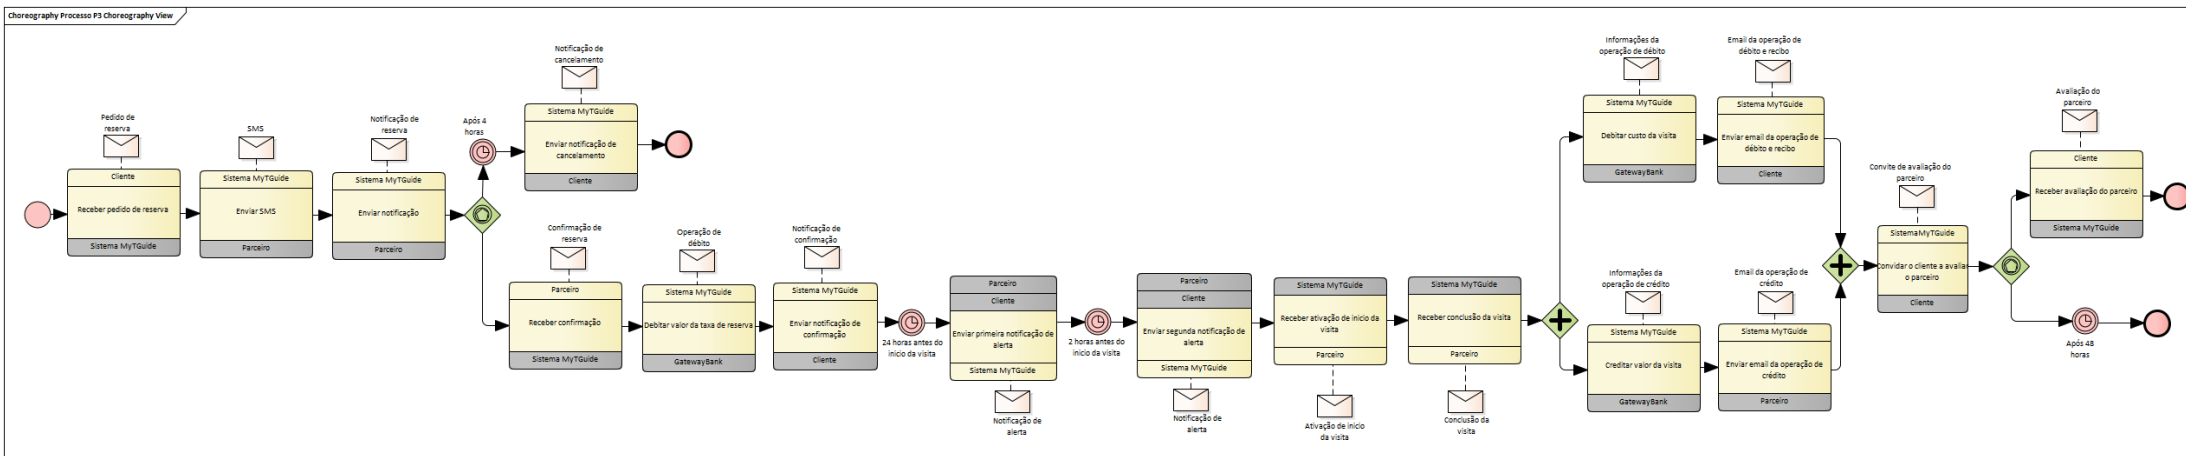 Choreography Processo P3 Choreography View
Pedido de
reserva
Cliente
Receber pedido de reserva
Sistema MyTGuide
SMS
Sistema MyTGuide
Enviar SMS
Parceiro
Notificação de
reserva
Sistema MyTGuide
Enviar notificação
Parceiro
Após 4
horas
Notificação de
cancelamento
Sistema MyTGuide
Enviar notificação de
cancelamento
Cliente
Confirmação de
reserva
Parceiro
Receber confirmação
Sistema MyTGuide
Operação de
débito
Sistema MyTGuide
Debitar valor da taxa de reserva
GatewayBank
Notificação de
confirmação
Sistema MyTGuide
Enviar notificação de
confirmação
Cliente
24 horas antes do
inicio da visita
Parceiro
Cliente
Enviar primeira notificação de
alerta
Sistema MyTGuide
Notificação de
alerta
2 horas antes do
inicio da visita
Parceiro
Cliente
Enviar segunda notificação de
alerta
Sistema MyTGuide
Notificação de
alerta
Sistema MyTGuide
Receber ativação de inicio da
visita
Parceiro
Ativação de inicio
da visita
Sistema MyTGuide
Receber conclusão da visita
Parceiro
Conclusão da
visita
Informações da
operação de débito
Sistema MyTGuide
Debitar custo da visita
GatewayBank
Email da operação de
débito e recibo
Sistema MyTGuide
Enviar email da operação de
débito e recibo
Cliente
Informações da
operação de crédito
Sistema MyTGuide
Creditar valor da visita
GatewayBank
Email da operação de
crédito
Sistema MyTGuide
Enviar email da operação de
crédito
Parceiro
Convite de avaliação do
parceiro
SistemaMyTGuide
Convidar o cliente a avaliar
o parceiro
Cliente
Avaliação do
parceiro
Cliente
Receber avaliação do parceiro
Sistema MyTGuide
Após 48
horas